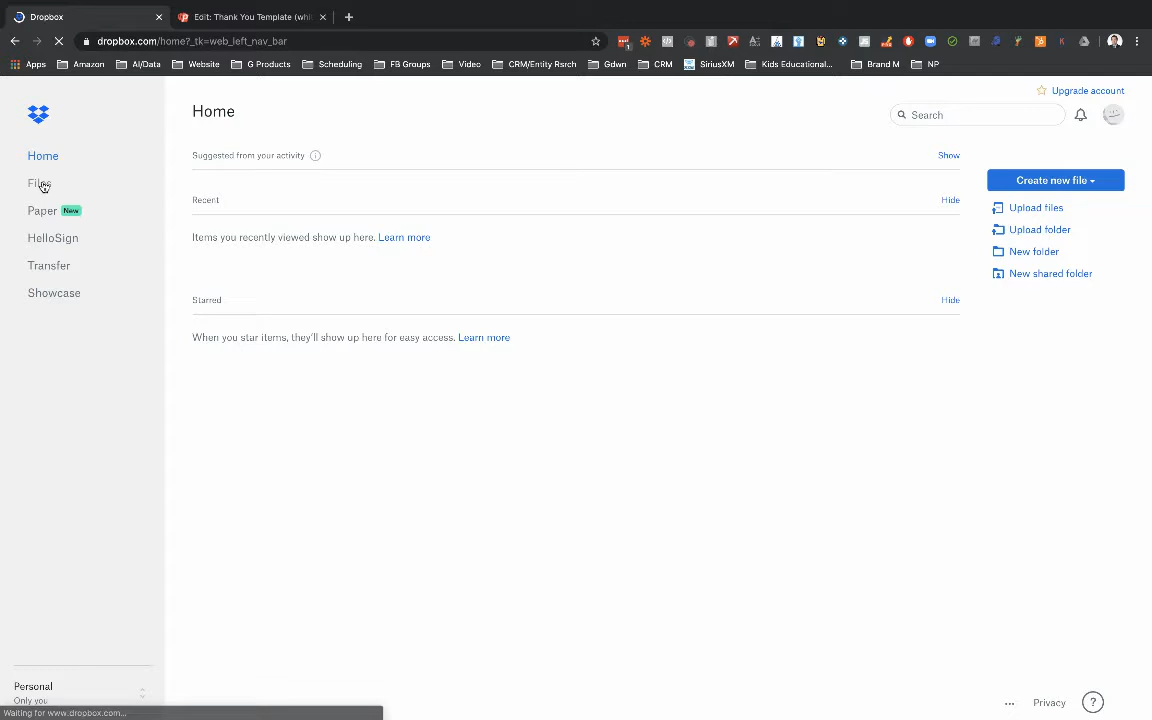 Dropbox
Edit: Thank You Template (whi
dropbox.com/home?_tk=web_left_nav_bar
Apps Amazon AI/Data Website G Products Scheduling FB Groups Video CRM/Entity Rsrch Gdwn CRM SiriusXM Kids Educational... Brand M NP
Upgrade account
Home
Search
Home
Files
Paper New
HelloSign
Transfer
Showcase
Suggested from your activity
Show
Recent
Hide
Items you recently viewed show up here. Learn more
Starred
Hide
When you star items, they'll show up here for easy access. Learn more
Create new file
Upload files
Upload folder
New folder
New shared folder
Personal
Only you
Waiting for www.dropbox.com...
... Privacy ?